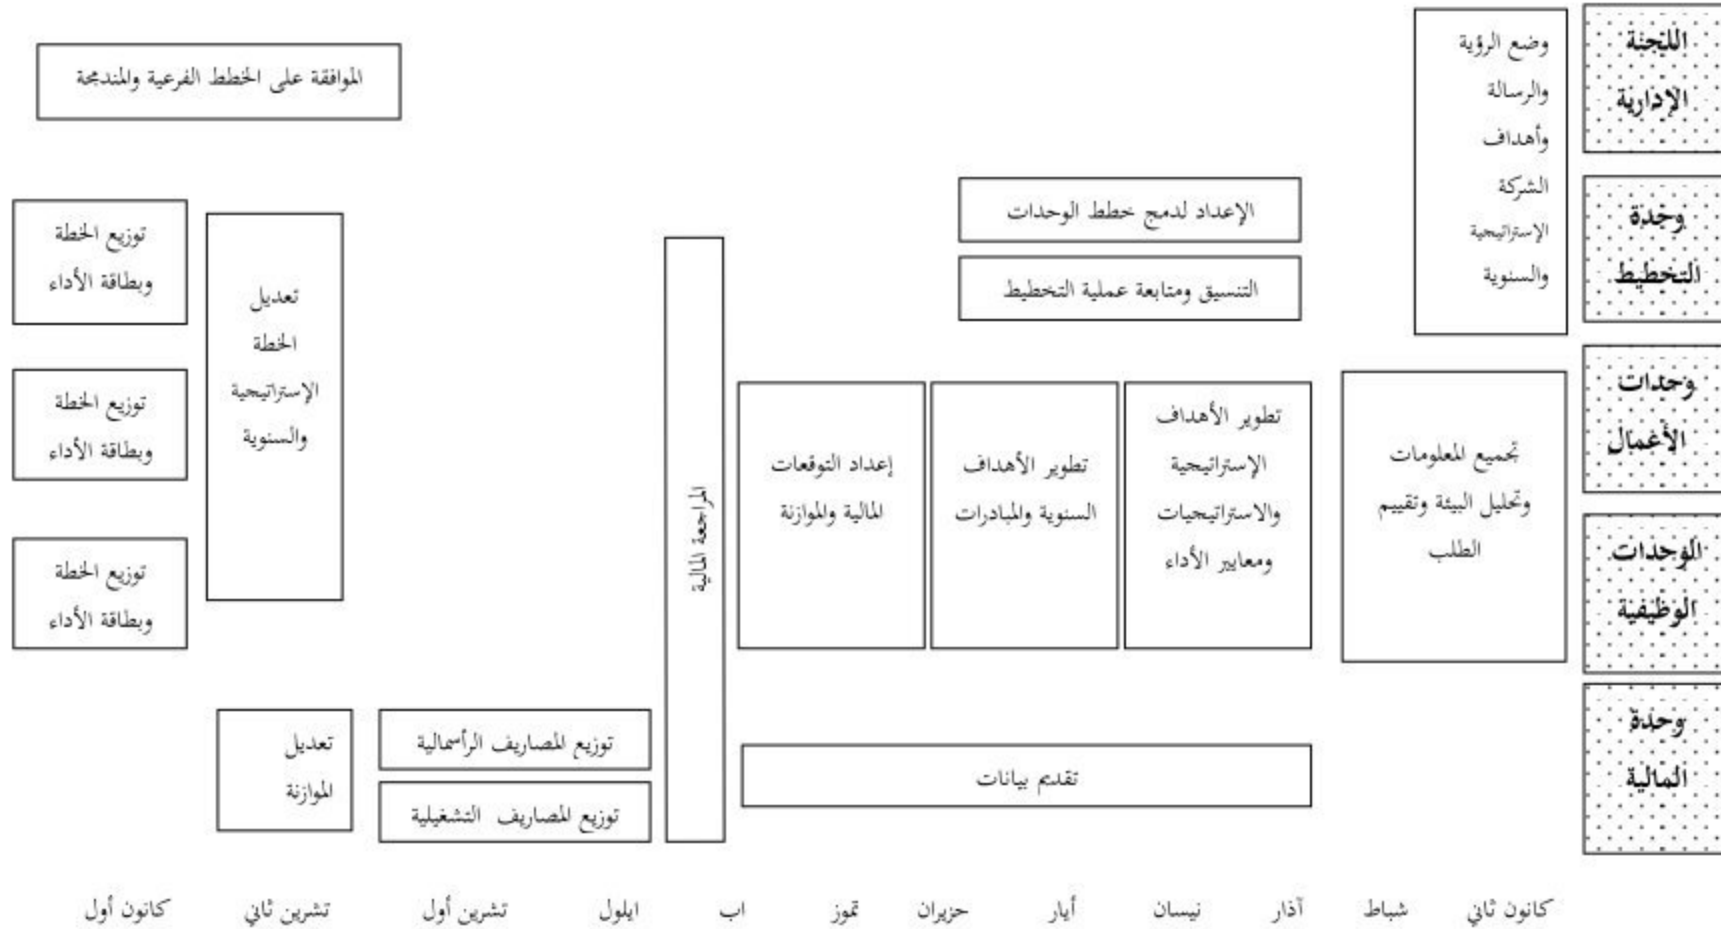 اللجنة
الإدارية
وضع الرؤية
والرسالة
وأهداف
الشركة
الإستراتيجية
والسنوية
الموافقة على الخطط الفرعية والمندمجة
وحدة
التخطيط
الإعداد لدمج خطط الوحدات
التنسيق ومتابعة عملية التخطيط
تعديل
الخطة
الإستراتيجية
والسنوية
توزيع الخطة
وبطاقة الأداء
وحدات
الأعمال
الوحدات
الوظيفية
تجميع المعلومات
وتحليل البيئة وتقييم
الطلب
تطوير الأهداف
الإستراتيجية
والاستراتيجيات
ومعايير الأداء
تطوير الأهداف
السنوية والمبادرات
إعداد التوقعات
المالية والموازنة
المراجعة المالية
توزيع الخطة
وبطاقة الأداء
توزيع الخطة
وبطاقة الأداء
وحدة
المالية
تقديم بيانات
توزيع المصاريف الرأسمالية
توزيع المصاريف التشغيلية
تعديل
الموازنة
كانون ثاني شباط آذار نيسان أيار حزيران تموز اب ايلول تشرين أول تشرين ثاني كانون أول